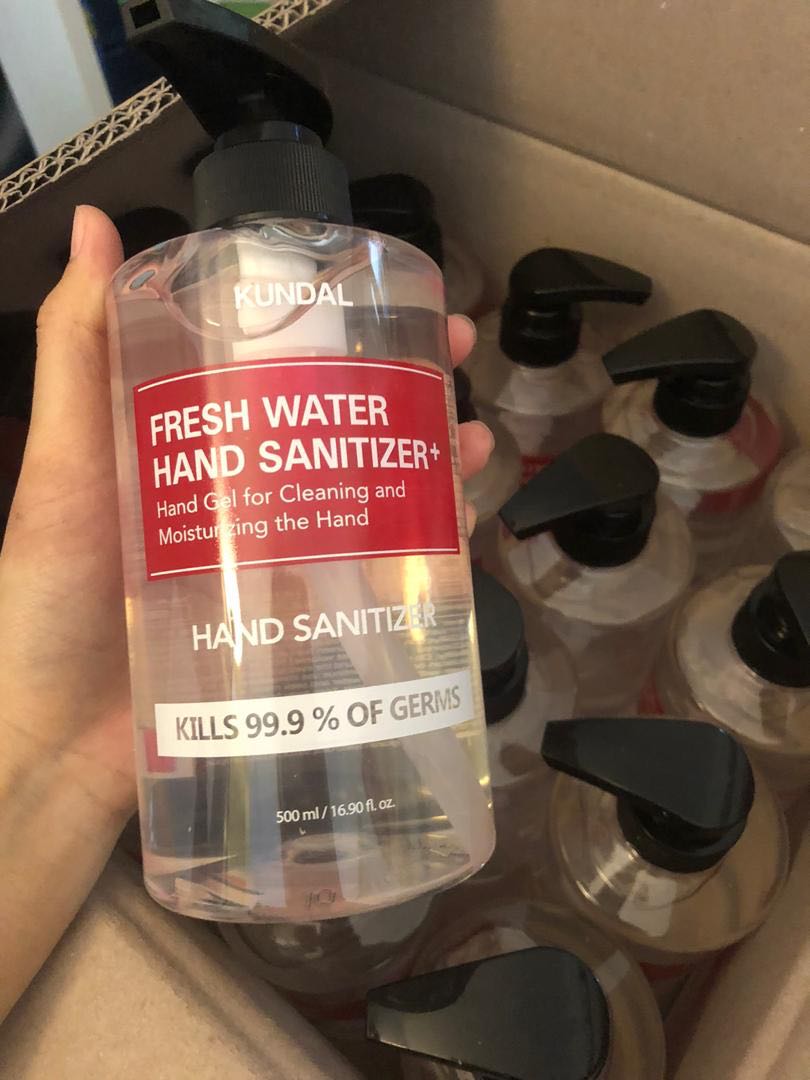 KUNDAL
FRESH WATER
HAND SANITIZER+
Hand Gel for Cleaning and
Moisturizing the Hand
HAND SANITIZER
KILLS 99.9 % OF GERMS
500 ml / 16.90 fl. oz.